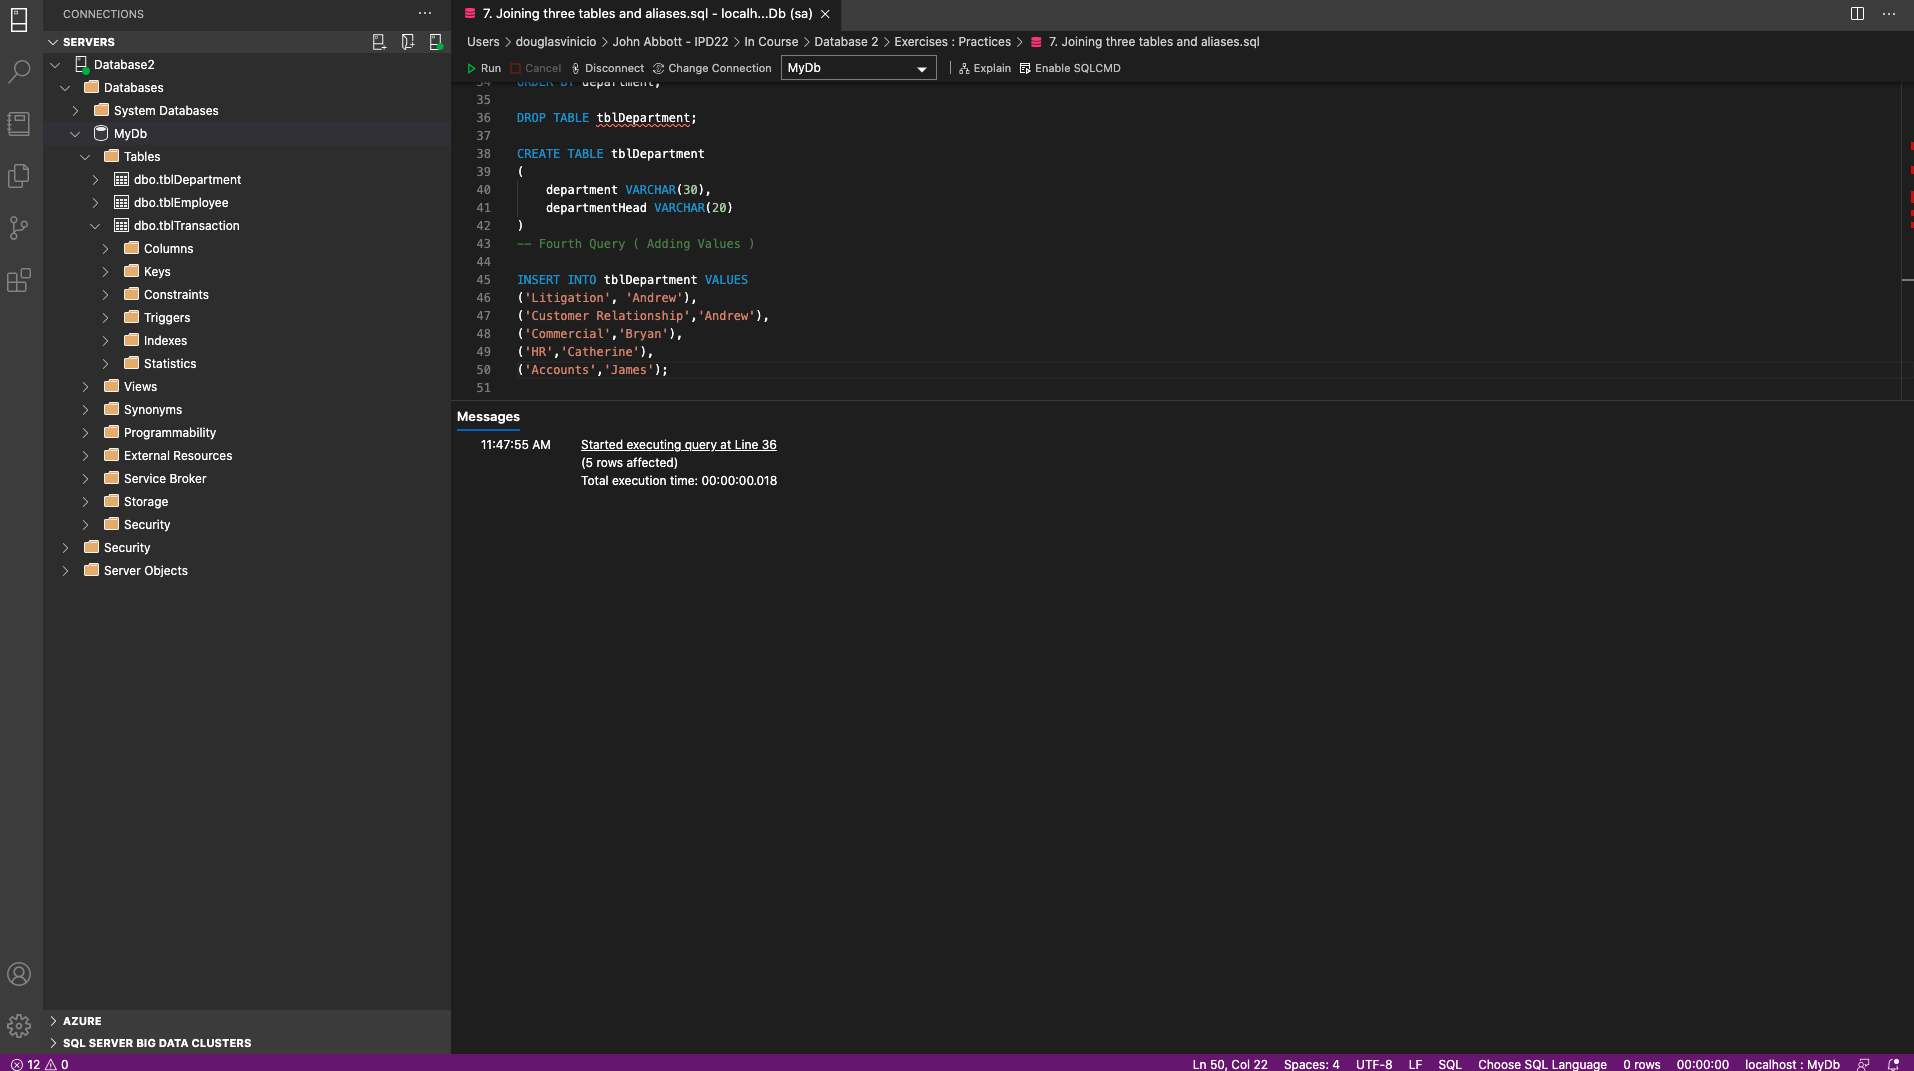 CONNECTIONS
SERVERS
Database2
Databases
System Databases
MyDb
Tables
dbo.tblDepartment
dbo.tblEmployee
dbo.tblTransaction
Columns
Keys
Constraints
Triggers
Indexes
Statistics
Views
Synonyms
Programmability
External Resources
Service Broker
Storage
Security
Security
Server Objects
AZURE
SQL SERVER BIG DATA CLUSTERS
7. Joining three tables and aliases.sql - localh...Db (sa)
Users > douglasvinicio > John Abbott - IPD22 > In Course > Database 2 > Exercises : Practices > 7. Joining three tables and aliases.sql
Run Cancel Disconnect Change Connection MyDb Explain Enable SQLCMD
34 ORDER BY department;
35
36 DROP TABLE tblDepartment;
37
38 CREATE TABLE tblDepartment
39 (
40 department VARCHAR(30),
41 departmentHead VARCHAR(20)
42 )
43 -- Fourth Query ( Adding Values )
44
45 INSERT INTO tblDepartment VALUES
46 ('Litigation', 'Andrew'),
47 ('Customer Relationship','Andrew'),
48 ('Commercial','Bryan'),
49 ('HR','Catherine'),
50 ('Accounts','James');
51
Messages
11:47:55 AM Started executing query at Line 36
(5 rows affected)
Total execution time: 00:00:00.018
12 0 Ln 50, Col 22 Spaces: 4 UTF-8 LF SQL Choose SQL Language 0 rows 00:00:00 localhost : MyDb